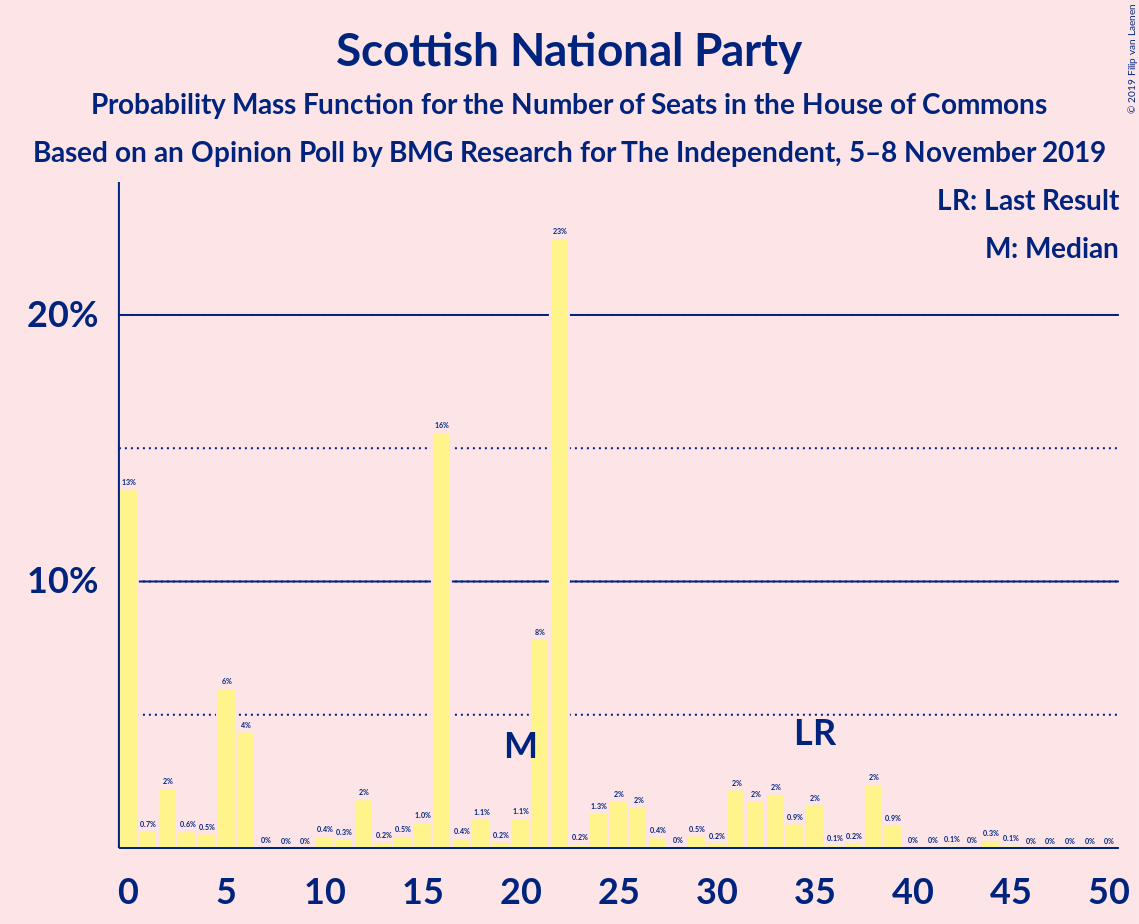 © 2019 Filip van Laenen
Scottish National Party
Probability Mass Function for the Number of Seats in the House of Commons
Based on an Opinion Poll by BMG Research for The Independent, 5–8 November 2019
LR: Last Result
M: Median
20%
10%
13% 0.7% 2% 0.6% 0.5% 6% 4% 0% 0% 0% 0.4% 0.3% 2% 0.2% 0.5% 1.0% 16% 0.4% 1.1% 0.2% 1.1% 8% 23% 0.2% 1.3% 2% 2% 0.4% 0% 0.5% 0.2% 2% 2% 2% 0.9% 2% 0.1% 0.2% 2% 0.9% 0% 0% 0.1% 0% 0.3% 0.1% 0% 0% 0% 0% 0%
M LR
0 5 10 15 20 25 30 35 40 45 50